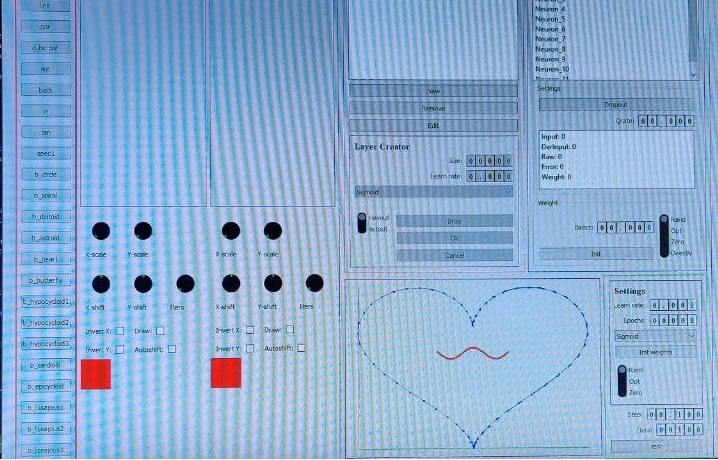 line
par
cubic par
sqr
back
tan
b_circle
b_spiral
b_deltoid
b_astroid
b_heart
b_butterfly
b_hypocycloid1
b_hypocycloid2
b_hypocycloid3
b_cardioid
b_epicycloid
b_lissajous1
b_lissajous2
b_lissajous3
X-scale Y-scale
X-shift Y-shift Iters
Invert X: Draw:
Invert Y: Autoshift:
X-scale Y-scale
X-shift Y-shift Iters
Invert X: Draw:
Invert Y: Autoshift:
New
Remove
Edit
Layer Creator
Size: 0 0 0 0 0
Learn rate: 0 . 0 0 0
Sigmoid
rawout
actout
Drop
Ok
Cancel
Neuron_4
Neuron_5
Neuron_6
Neuron_7
Neuron_8
Neuron_9
Neuron_10
Neuron_11
Settings
Dropout
Qrate: 0 0 . 0 0 0
Input: 0
DerInput: 0
Raw: 0
Error: 0
Weight: 0
Weight
Direct: 0 0 . 0 0 0
Init
Rand
Opt
Zero
Directly
Settings
Learn rate: 0 . 0 0 0
Epochs: 0 0 0 0 0
Sigmoid
Init weights
Rand
Opt
Zero
Step: 0 0 . 1 0 0
Iters: 0 0 1 0 0
Test